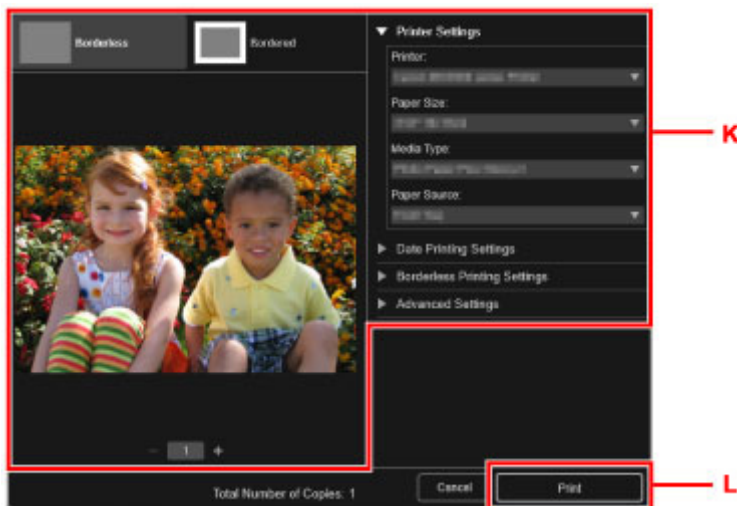 Borderless
Bordered
Printer Settings
Printer:
Paper Size:
Media Type:
Paper Source:
Date Printing Settings
Borderless Printing Settings
Advanced Settings
K
1
Total Number of Copies: 1
Cancel
Print
L